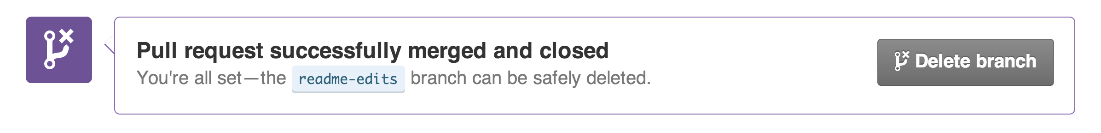 Pull request successfully merged and closed
You're all set—the readme-edits branch can be safely deleted.
Delete branch